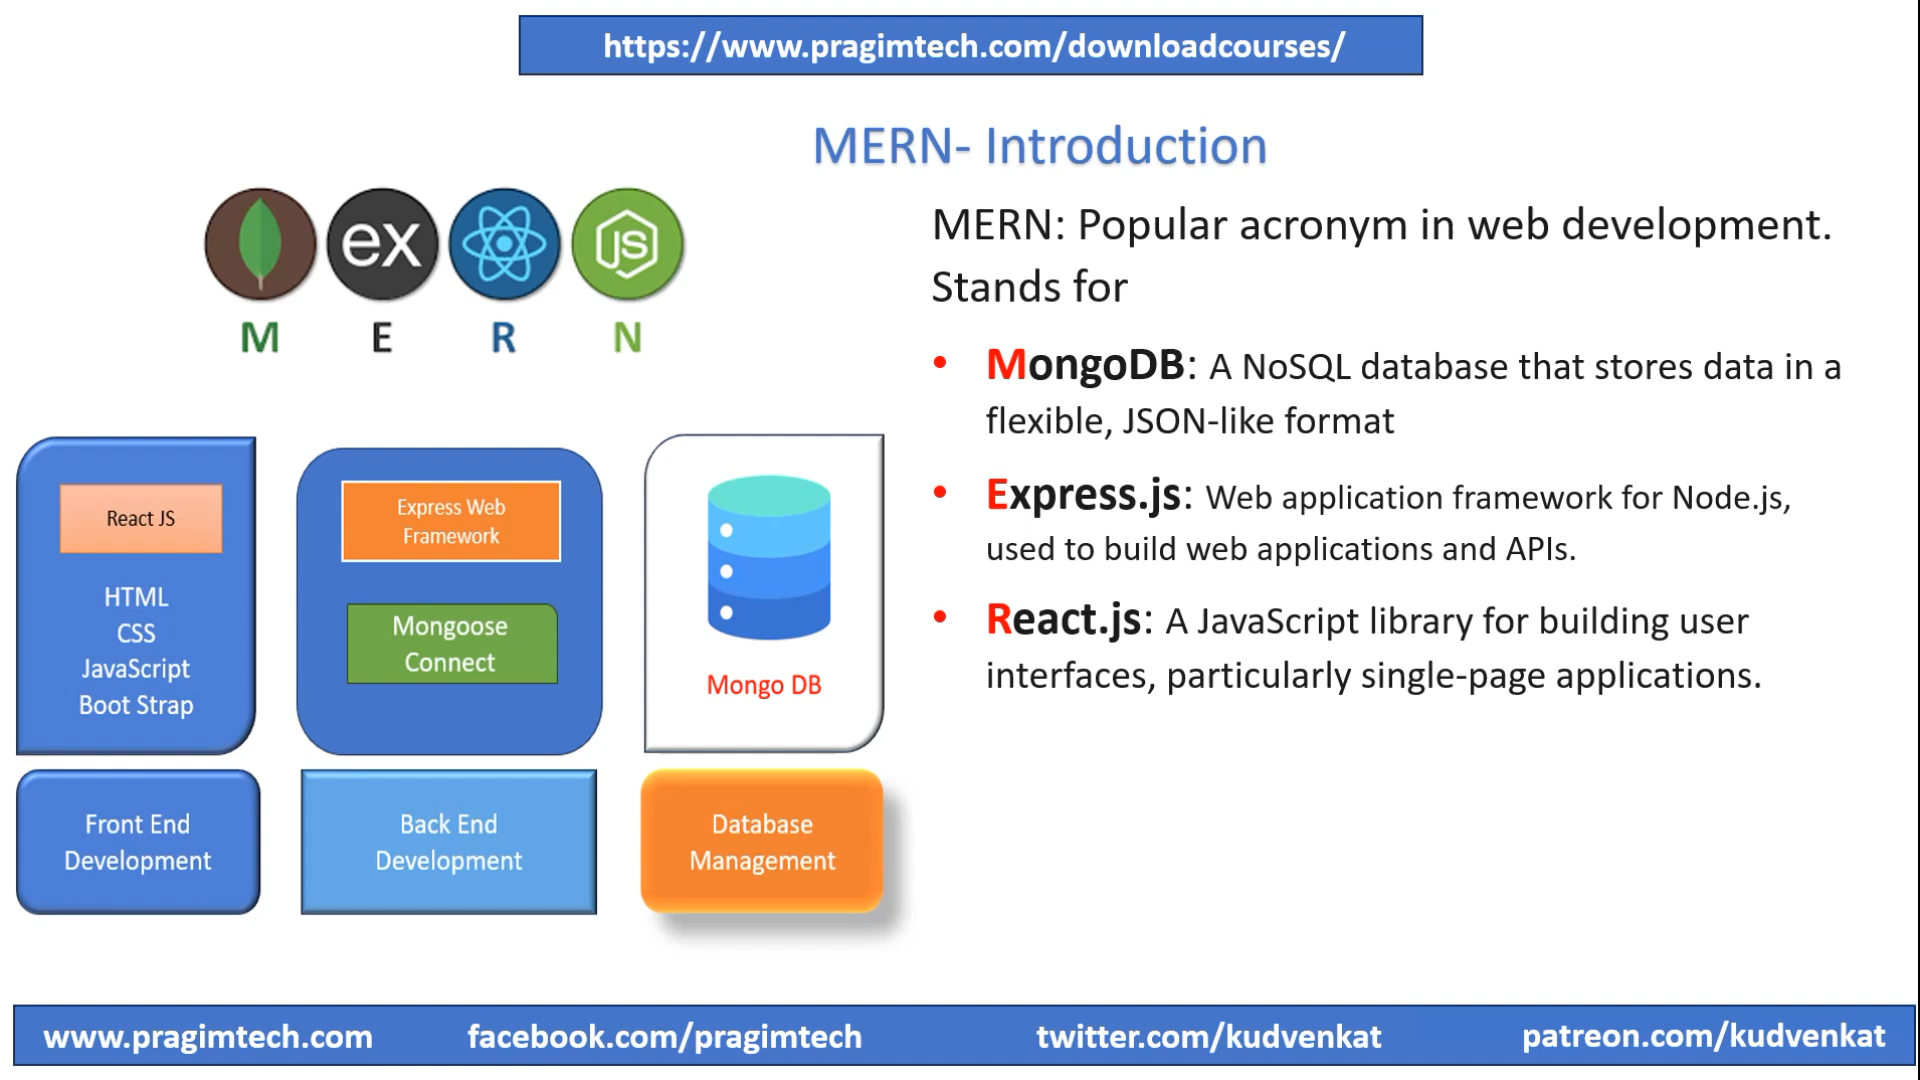 https://www.pragimtech.com/downloadcourses/
MERN- Introduction
ex
JS
M E R N
MERN: Popular acronym in web development.
Stands for
• MongoDB: A NoSQL database that stores data in a
flexible, JSON-like format
• Express.js: Web application framework for Node.js,
used to build web applications and APIs.
• React.js: A JavaScript library for building user
interfaces, particularly single-page applications.
React JS
HTML
CSS
JavaScript
Boot Strap
Front End
Development
Express Web
Framework
Mongoose
Connect
Back End
Development
Mongo DB
Database
Management
www.pragimtech.com facebook.com/pragimtech twitter.com/kudvenkat patreon.com/kudvenkat